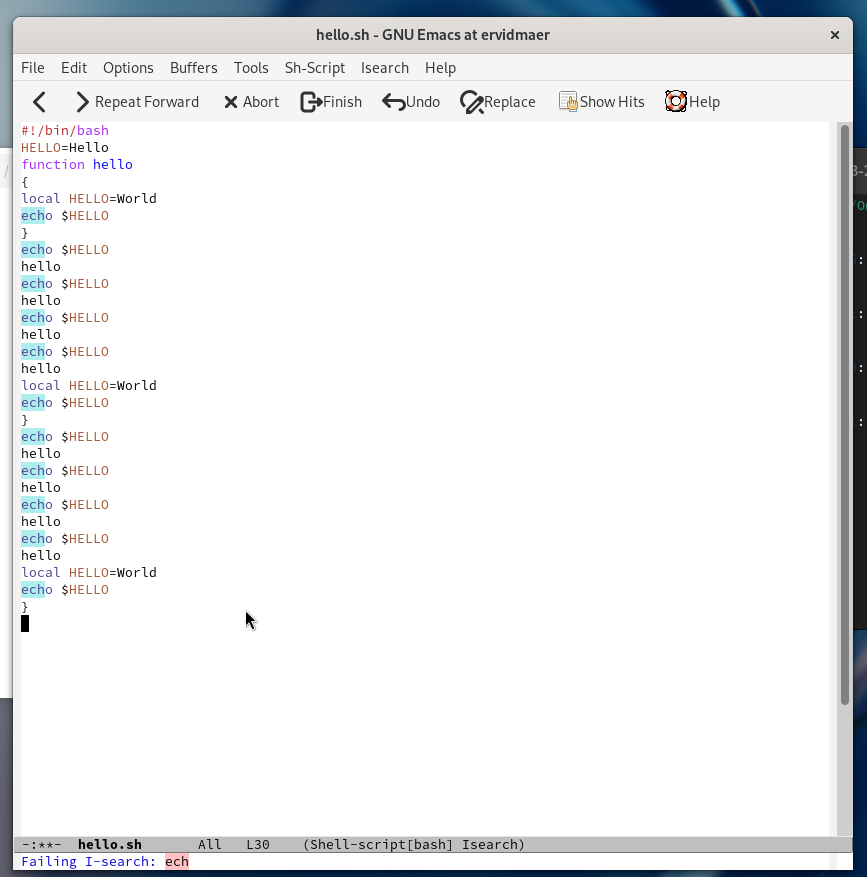 hello.sh - GNU Emacs at ervidmaer ×
File Edit Options Buffers Tools Sh-Script Isearch Help
Repeat Forward Abort Finish Undo Replace Show Hits Help
#!/bin/bash
HELLO=Hello
function hello
{
local HELLO=World
echo $HELLO
}
echo $HELLO
hello
echo $HELLO
hello
echo $HELLO
hello
echo $HELLO
hello
local HELLO=World
echo $HELLO
}
echo $HELLO
hello
echo $HELLO
hello
echo $HELLO
hello
echo $HELLO
hello
local HELLO=World
echo $HELLO
}
-:**- hello.sh All L30 (Shell-script[bash] Isearch)
Failing I-search: ech